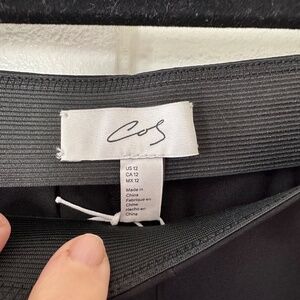 Cos
US 12
CA 12
MX 12
Made in
China
Fabriqué en
Chine
Hecho en
China